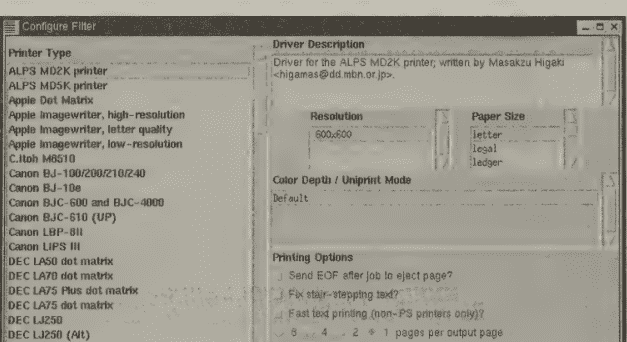 Configure Filter
Printer Type
ALPS MD2K printer
ALPS MD5K printer
Apple Dot Matrix
Apple Imagewriter, high-resolution
Apple Imagewriter, letter quality
Apple Imagewriter, low-resolution
C.Itoh M8510
Canon BJ-100/200/210/240
Canon BJ-10e
Canon BJC-600 and BJC-4000
Canon BJC-610 (UP)
Canon LBP-8II
Canon LIPS III
DEC LA50 dot matrix
DEC LA70 dot matrix
DEC LA75 Plus dot matrix
DEC LA75 dot matrix
DEC LJ250
DEC LJ250 (Alt)
Driver Description
Driver for the ALPS MD2K printer; written by Masakzu Higaki
<higamas@dd.mbn.or.jp>.
Resolution
600x600
Paper Size
letter
legal
ledger
Color Depth / Uniprint Mode
Default
Printing Options
Send EOF after job to eject page?
Fix stair-stepping text?
Fast text printing (non-PS printers only)?
8 4 2 1 pages per output page